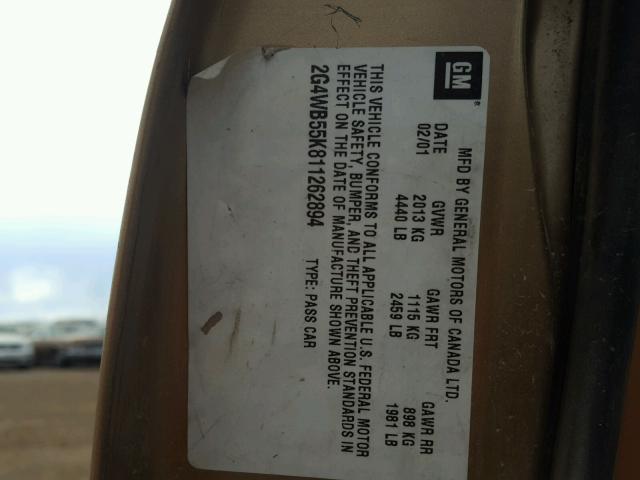 GM®
MFD BY GENERAL MOTORS OF CANADA LTD.
DATE GVWR GAWR FRT GAWR RR
02/01 2013 KG 1115 KG 898 KG
4440 LB 2459 LB 1981 LB
THIS VEHICLE CONFORMS TO ALL APPLICABLE U.S. FEDERAL MOTOR
VEHICLE SAFETY, BUMPER, AND THEFT PREVENTION STANDARDS IN
EFFECT ON THE DATE OF MANUFACTURE SHOWN ABOVE.
2G4WB55K811262894 TYPE: PASS CAR